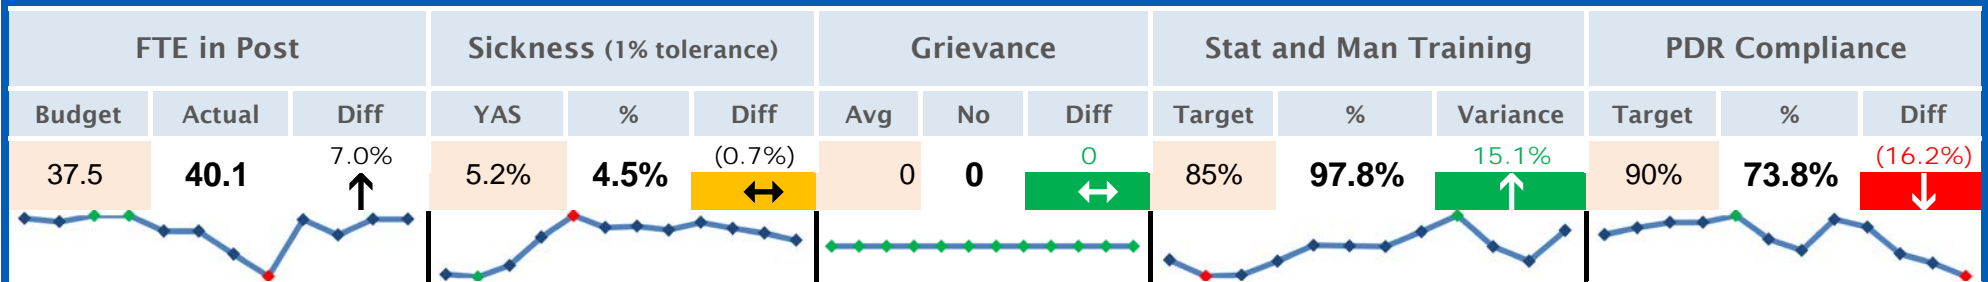 FTE in Post Sickness (1% tolerance) Grievance Stat and Man Training PDR Compliance
Budget Actual Diff YAS % Diff Avg No Diff Target % Variance Target % Diff
37.5 40.1 7.0% 5.2% 4.5% (0.7%) 0 0 0 85% 97.8% 15.1% 90% 73.8% (16.2%)